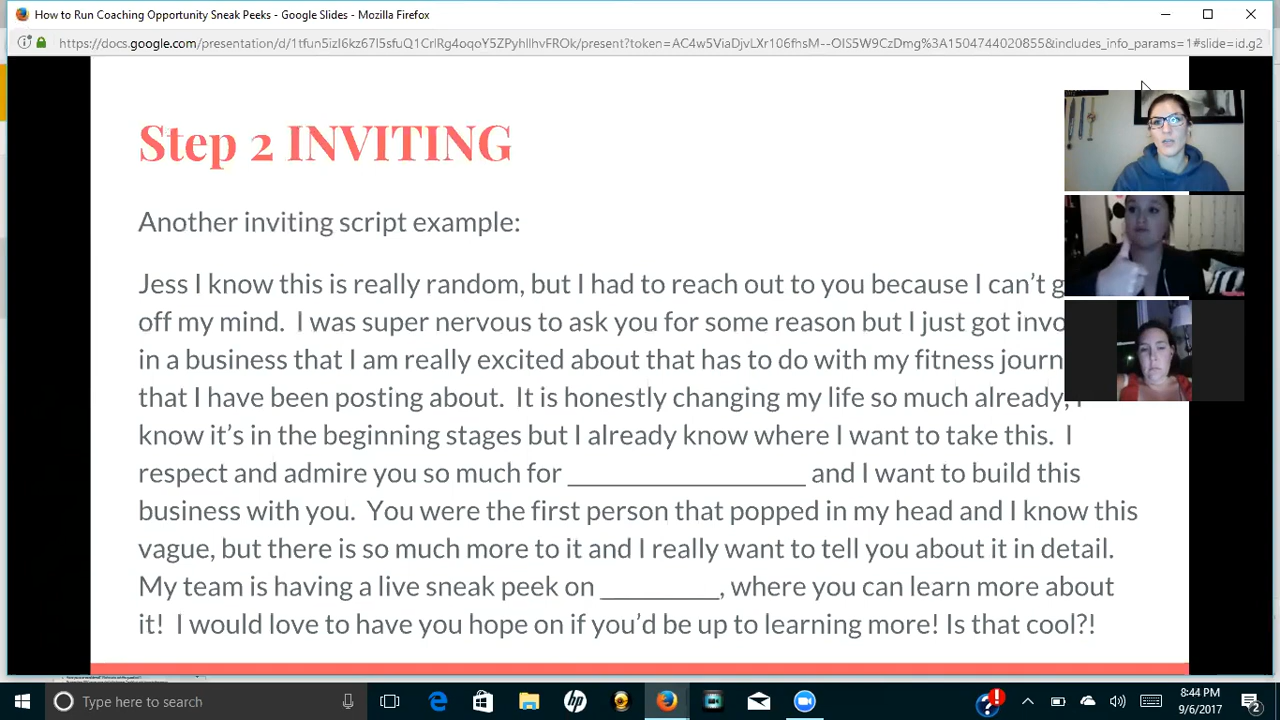 How to Run Coaching Opportunity Sneak Peeks - Google Slides - Mozilla Firefox
https://docs.google.com/presentation/d/1tfun5izI6kz67I5sfuQ1CrIRg4oqoY5ZPyhIlhvFROk/present?token=AC4w5ViaDjvLXr106fhsM--OIS5W9CzDmg%3A1504744020855&includes_info_params=1#slide=id.g2
Step 2 INVITING
Another inviting script example:
Jess I know this is really random, but I had to reach out to you because I can't
off my mind. I was super nervous to ask you for some reason but I just got
in a business that I am really excited about that has to do with my fitness
that I have been posting about. It is honestly changing my life so much already, I
know it's in the beginning stages but I already know where I want to take this. I
respect and admire you so much for ____________________ and I want to build this
business with you. You were the first person that popped in my head and I know this
vague, but there is so much more to it and I really want to tell you about it in detail.
My team is having a live sneak peek on __________, where you can learn more about
it! I would love to have you hope on if you'd be up to learning more! Is that cool?!
Type here to search
8:44 PM
9/6/2017
2